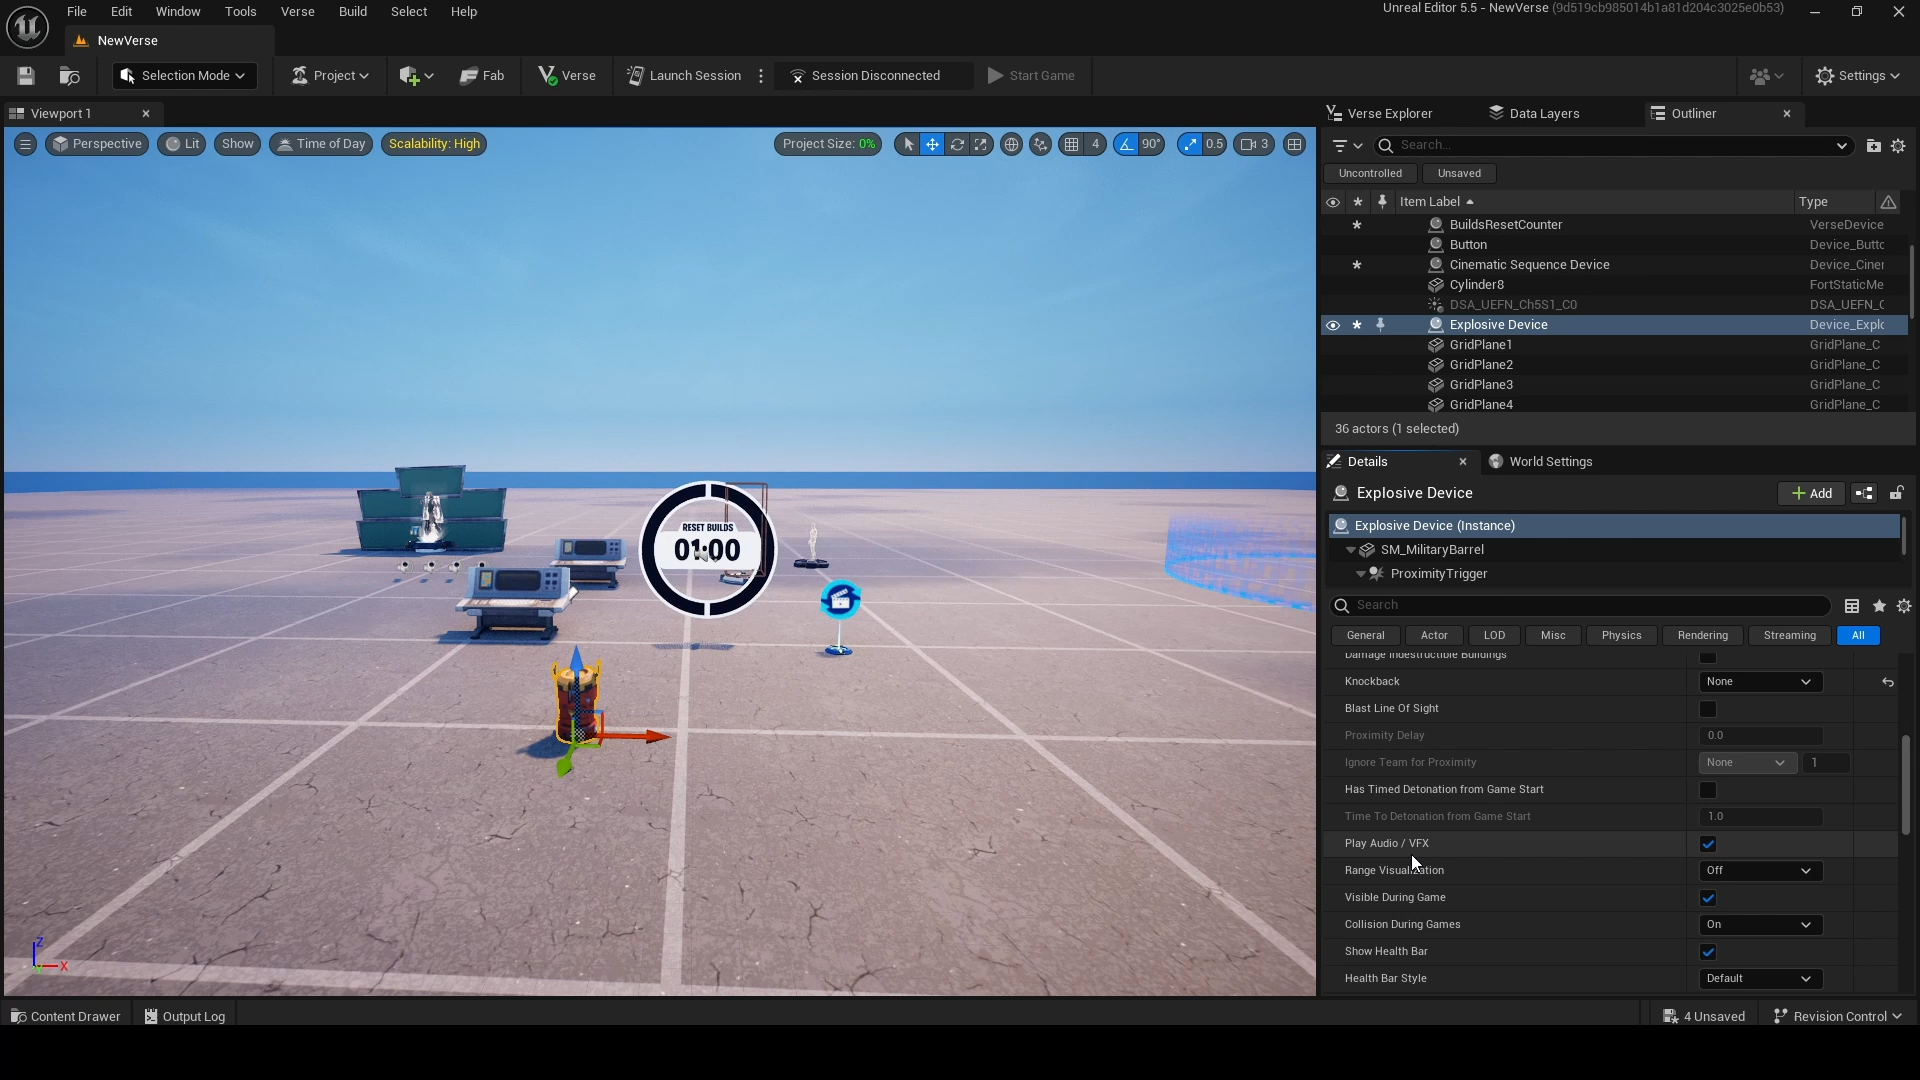 File Edit Window Tools Verse Build Select Help
Unreal Editor 5.5 - NewVerse (9d519cb985014b1a81d204c3025e0b53)
NewVerse
Selection Mode Project Fab Verse Launch Session Session Disconnected Start Game Settings
Viewport 1
Perspective Lit Show Time of Day Scalability: High Project Size: 0% 4 90° 0.5 3
RESET BUILDS
01:00
Z
X
Verse Explorer Data Layers Outliner
Search...
Uncontrolled Unsaved
Item Label Type
BuildsResetCounter VerseDevice
Button Device_Buttc
Cinematic Sequence Device Device_Ciner
Cylinder8 FortStaticMe
DSA_UEFN_Ch5S1_C0 DSA_UEFN_C
Explosive Device Device_Explc
GridPlane1 GridPlane_C
GridPlane2 GridPlane_C
GridPlane3 GridPlane_C
GridPlane4 GridPlane_C
36 actors (1 selected)
Details World Settings
Explosive Device Add
Explosive Device (Instance)
SM_MilitaryBarrel
ProximityTrigger
Search
General Actor LOD Misc Physics Rendering Streaming All
Damage Indestructible Buildings
Knockback None
Blast Line Of Sight
Proximity Delay 0.0
Ignore Team for Proximity None 1
Has Timed Detonation from Game Start
Time To Detonation from Game Start 1.0
Play Audio / VFX
Range Visualization Off
Visible During Game
Collision During Games On
Show Health Bar
Health Bar Style Default
Content Drawer Output Log 4 Unsaved Revision Control